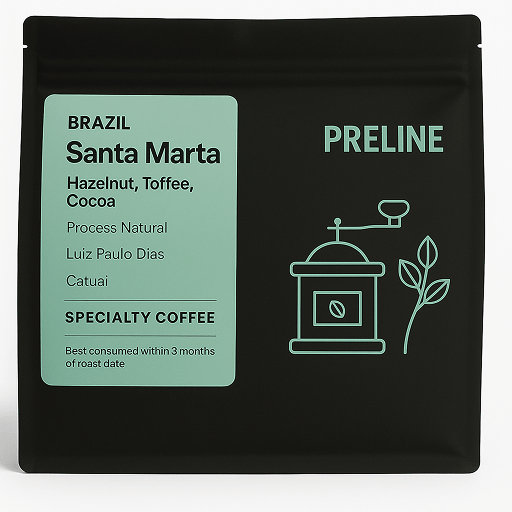 BRAZIL
Santa Marta
Hazelnut, Toffee,
Cocoa
Process Natural
Luiz Paulo Dias
Catuai
SPECIALTY COFFEE
Best consumed within 3 months
of roast date
PRELINE